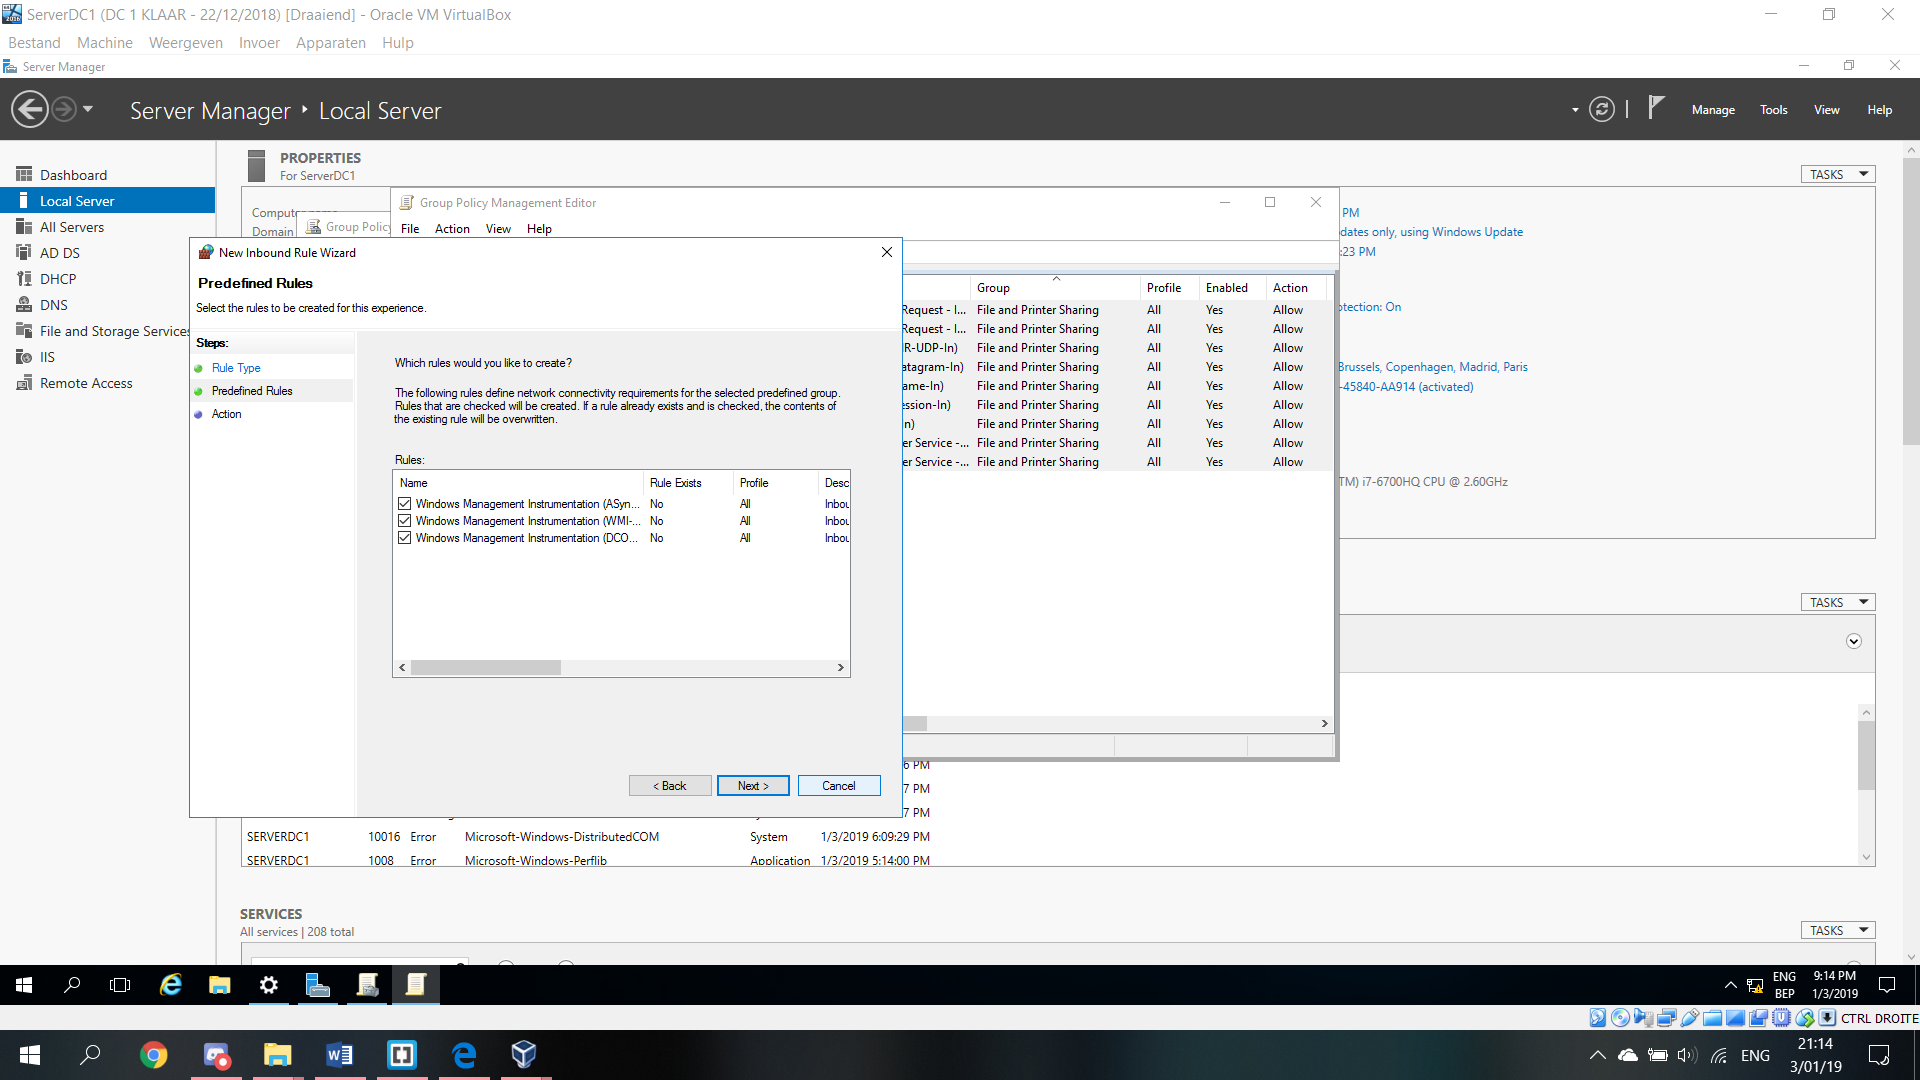 ServerDC1 (DC 1 KLAAR - 22/12/2018) [Draaiend] - Oracle VM VirtualBox
Bestand Machine Weergeven Invoer Apparaten Hulp
Server Manager
Server Manager Local Server
Manage Tools View Help
Dashboard
Local Server
All Servers
AD DS
DHCP
DNS
File and Storage Services
IIS
Remote Access
PROPERTIES
For ServerDC1
TASKS
Domain
PM
dates only, using Windows Update
:23 PM
otection: On
Brussels, Copenhagen, Madrid, Paris
-45840-AA914 (activated)
TM) i7-6700HQ CPU @ 2.60GHz
Group Policy
Group Policy Management Editor
File Action View Help
Group Profile Enabled Action
Request - I... File and Printer Sharing All Yes Allow
Request - I... File and Printer Sharing All Yes Allow
R-UDP-In) File and Printer Sharing All Yes Allow
atagram-In) File and Printer Sharing All Yes Allow
ame-In) File and Printer Sharing All Yes Allow
ession-In) File and Printer Sharing All Yes Allow
n) File and Printer Sharing All Yes Allow
er Service -... File and Printer Sharing All Yes Allow
er Service -... File and Printer Sharing All Yes Allow
New Inbound Rule Wizard
Predefined Rules
Select the rules to be created for this experience.
Steps:
Rule Type
Predefined Rules
Action
Which rules would you like to create?
The following rules define network connectivity requirements for the selected predefined group.
Rules that are checked will be created. If a rule already exists and is checked, the contents of
the existing rule will be overwritten.
Rules:
Name Rule Exists Profile Desc
Windows Management Instrumentation (ASyn... No All Inbou
Windows Management Instrumentation (WMI-... No All Inbou
Windows Management Instrumentation (DCO... No All Inbou
< Back Next > Cancel
TASKS
6 PM
7 PM
7 PM
SERVERDC1 10016 Error Microsoft-Windows-DistributedCOM System 1/3/2019 6:09:29 PM
SERVERDC1 1008 Error Microsoft-Windows-Perflib Application 1/3/2019 5:14:00 PM
SERVICES
All services | 208 total
TASKS
ENG
BEP
9:14 PM
1/3/2019
CTRL DROITE
ENG
21:14
3/01/19